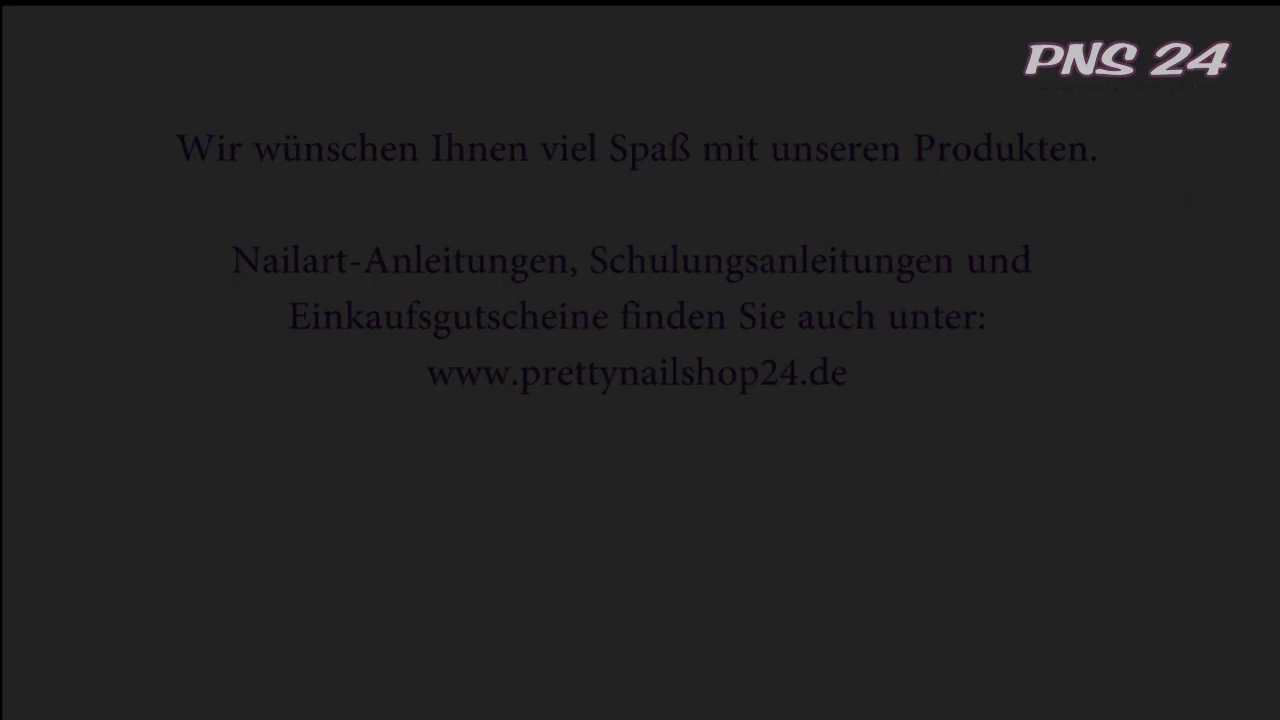 PNS 24
Wir wünschen Ihnen viel Spaß mit unseren Produkten.
Nailart-Anleitungen, Schulungsanleitungen und
Einkaufsgutscheine finden Sie auch unter:
www.prettynailshop24.de